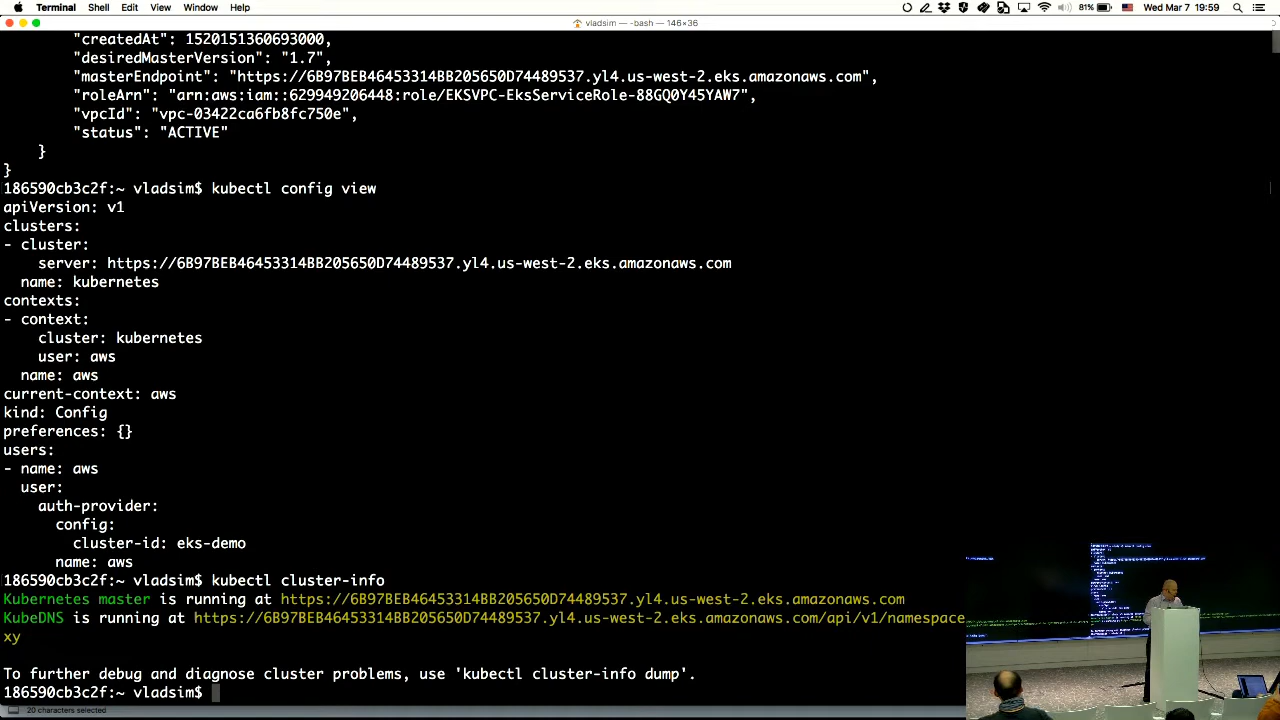 Terminal Shell Edit View Window Help 81% Wed Mar 7 19:59
vladsim — -bash — 146×36
"createdAt": 1520151360693000,
"desiredMasterVersion": "1.7",
"masterEndpoint": "https://6B97BEB46453314BB205650D74489537.yl4.us-west-2.eks.amazonaws.com",
"roleArn": "arn:aws:iam::629949206448:role/EKSVPC-EksServiceRole-88GQ0Y45YAW7",
"vpcId": "vpc-03422ca6fb8fc750e",
"status": "ACTIVE"
}
}
186590cb3c2f:~ vladsim$ kubectl config view
apiVersion: v1
clusters:
- cluster:
server: https://6B97BEB46453314BB205650D74489537.yl4.us-west-2.eks.amazonaws.com
name: kubernetes
contexts:
- context:
cluster: kubernetes
user: aws
name: aws
current-context: aws
kind: Config
preferences: {}
users:
- name: aws
user:
auth-provider:
config:
cluster-id: eks-demo
name: aws
186590cb3c2f:~ vladsim$ kubectl cluster-info
Kubernetes master is running at https://6B97BEB46453314BB205650D74489537.yl4.us-west-2.eks.amazonaws.com
KubeDNS is running at https://6B97BEB46453314BB205650D74489537.yl4.us-west-2.eks.amazonaws.com/api/v1/namespace
xy
To further debug and diagnose cluster problems, use 'kubectl cluster-info dump'.
186590cb3c2f:~ vladsim$
20 characters selected